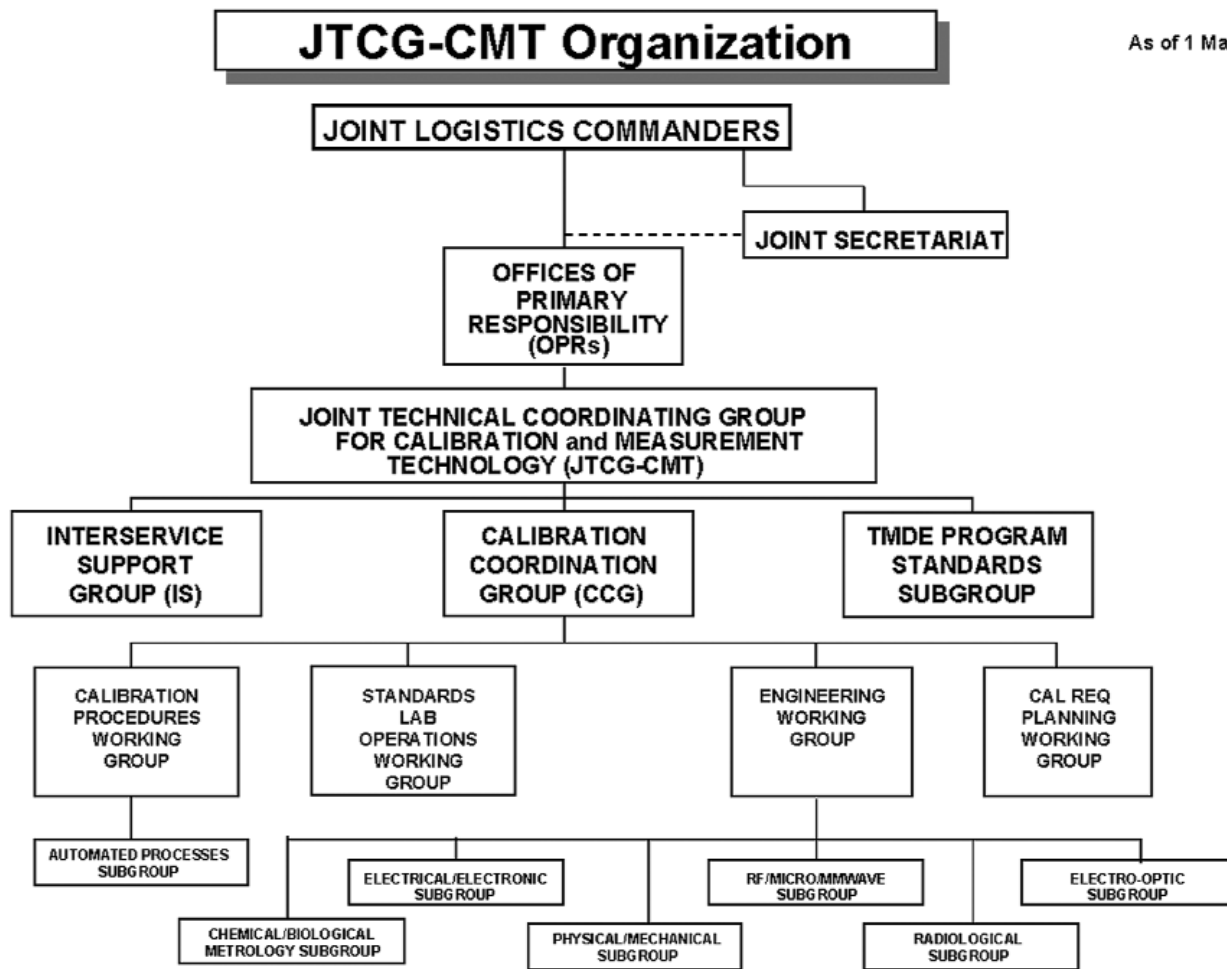 JTCG-CMT Organization
As of 1 Ma
JOINT LOGISTICS COMMANDERS
JOINT SECRETARIAT
OFFICES OF
PRIMARY
RESPONSIBILITY
(OPRs)
JOINT TECHNICAL COORDINATING GROUP
FOR CALIBRATION and MEASUREMENT
TECHNOLOGY (JTCG-CMT)
INTERSERVICE
SUPPORT
GROUP (IS)
CALIBRATION
COORDINATION
GROUP (CCG)
TMDE PROGRAM
STANDARDS
SUBGROUP
CALIBRATION
PROCEDURES
WORKING
GROUP
STANDARDS
LAB
OPERATIONS
WORKING
GROUP
ENGINEERING
WORKING
GROUP
CAL REQ
PLANNING
WORKING
GROUP
AUTOMATED PROCESSES
SUBGROUP
ELECTRICAL/ELECTRONIC
SUBGROUP
RF/MICRO/MMWAVE
SUBGROUP
ELECTRO-OPTIC
SUBGROUP
CHEMICAL/BIOLOGICAL
METROLOGY SUBGROUP
PHYSICAL/MECHANICAL
SUBGROUP
RADIOLOGICAL
SUBGROUP